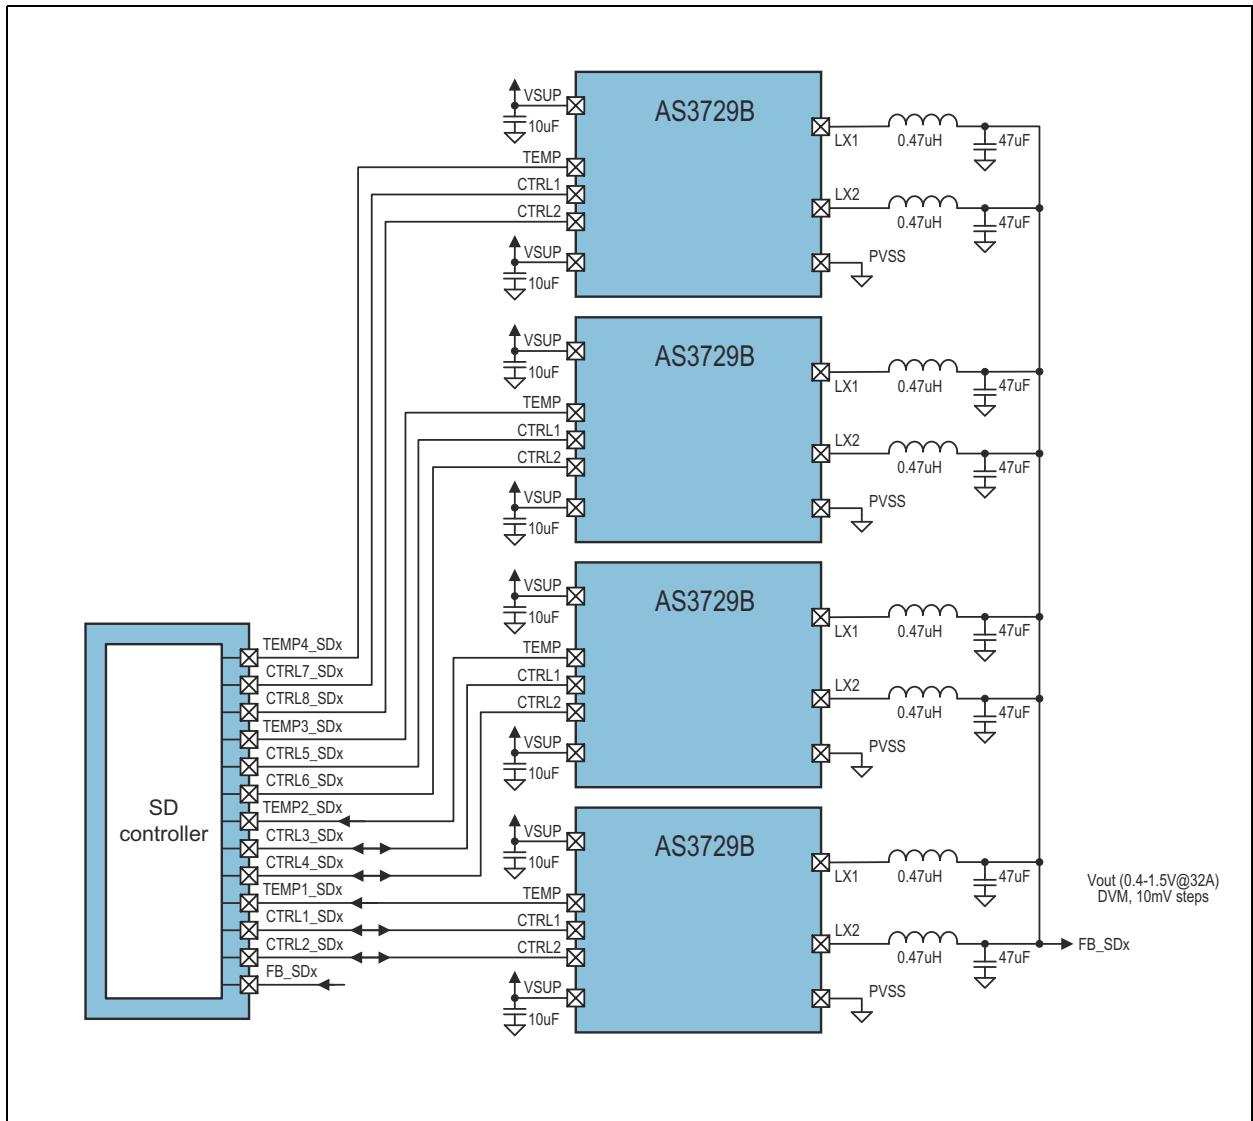 AS3729B
VSUP
10uF
TEMP
CTRL1
CTRL2
VSUP
10uF
LX1
0.47uH
47uF
LX2
0.47uH
47uF
PVSS
AS3729B
VSUP
10uF
TEMP
CTRL1
CTRL2
VSUP
10uF
LX1
0.47uH
47uF
LX2
0.47uH
47uF
PVSS
AS3729B
VSUP
10uF
TEMP
CTRL1
CTRL2
VSUP
10uF
LX1
0.47uH
47uF
LX2
0.47uH
47uF
PVSS
AS3729B
VSUP
10uF
TEMP
CTRL1
CTRL2
VSUP
10uF
LX1
0.47uH
47uF
LX2
0.47uH
47uF
PVSS
SD
controller
TEMP4_SDx
CTRL7_SDx
CTRL8_SDx
TEMP3_SDx
CTRL5_SDx
CTRL6_SDx
TEMP2_SDx
CTRL3_SDx
CTRL4_SDx
TEMP1_SDx
CTRL1_SDx
CTRL2_SDx
FB_SDx
Vout (0.4-1.5V@32A)
DVM, 10mV steps
FB_SDx